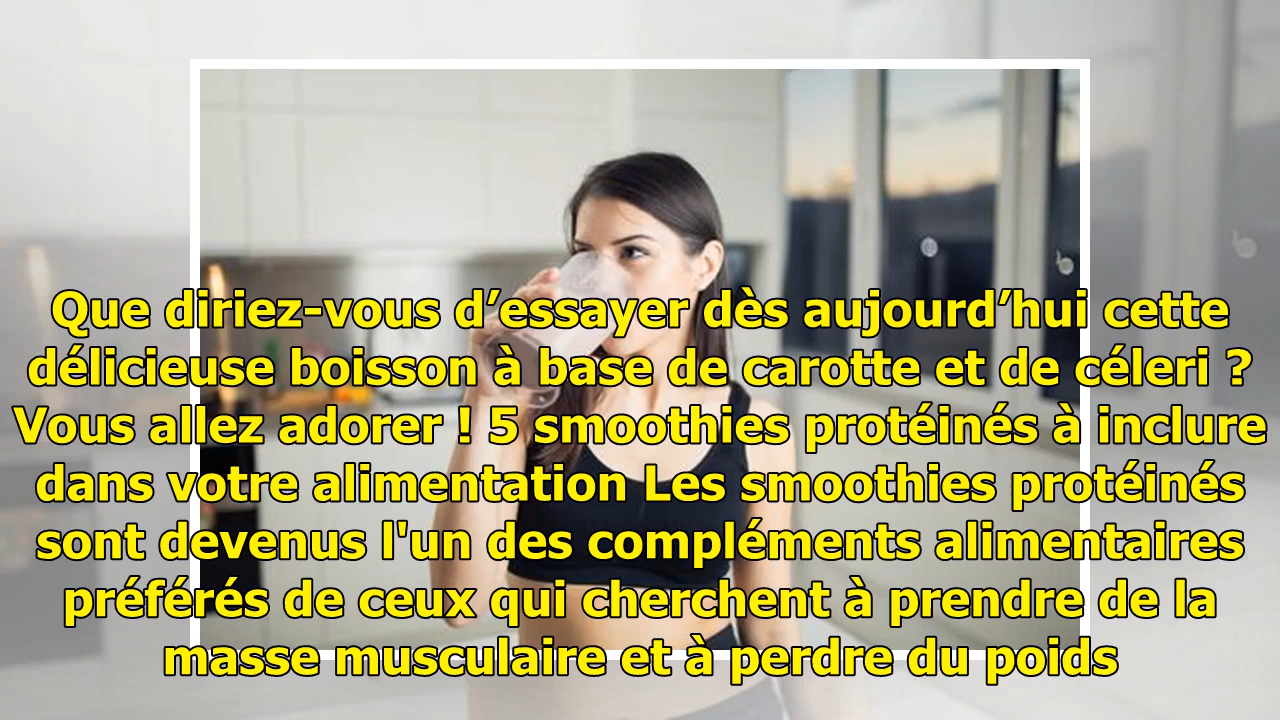 Que diriez-vous d’essayer dès aujourd’hui cette
délicieuse boisson à base de carotte et de céleri ?
Vous allez adorer ! 5 smoothies protéinés à inclure
dans votre alimentation Les smoothies protéinés
sont devenus l'un des compléments alimentaires
préférés de ceux qui cherchent à prendre de la
masse musculaire et à perdre du poids